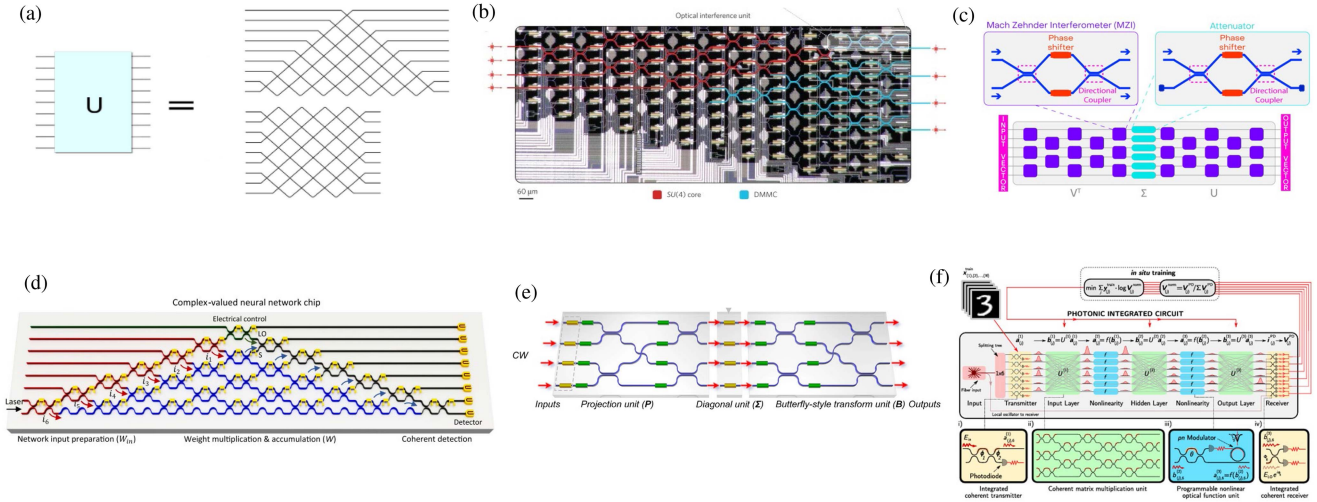 (a)
U
=
(b)
Optical interference unit
60 µm
SU(4) core
DMMC
(c)
Mach Zehnder Interferometer (MZI)
Attenuator
Phase
shifter
Directional
Coupler
Phase
shifter
Directional
Coupler
INPUT VECTOR
OUTPUT VECTOR
Vᵀ
Σ
U
(d)
Complex-valued neural network chip
Electrical control
LO
S
Laser
Detector
Network input preparation (Wᵢₙ)
Weight multiplication & accumulation (W)
Coherent detection
(e)
CW
Inputs
Projection unit (P)
Diagonal unit (Σ)
Butterfly-style transform unit (B)
Outputs
(f)
in situ
training
PHOTONIC INTEGRATED CIRCUIT
Splitting tree
1x6
Fiber input
Local oscillator to receiver
Input
Transmitter
Input Layer
Nonlinearity
Hidden Layer
Nonlinearity
Output Layer
Receiver
i)
ii)
iii)
iv)
Photodiode
pn Modulator
Integrated
coherent transmitter
Coherent matrix multiplication unit
Programmable nonlinear
optical function unit
Integrated
coherent receiver